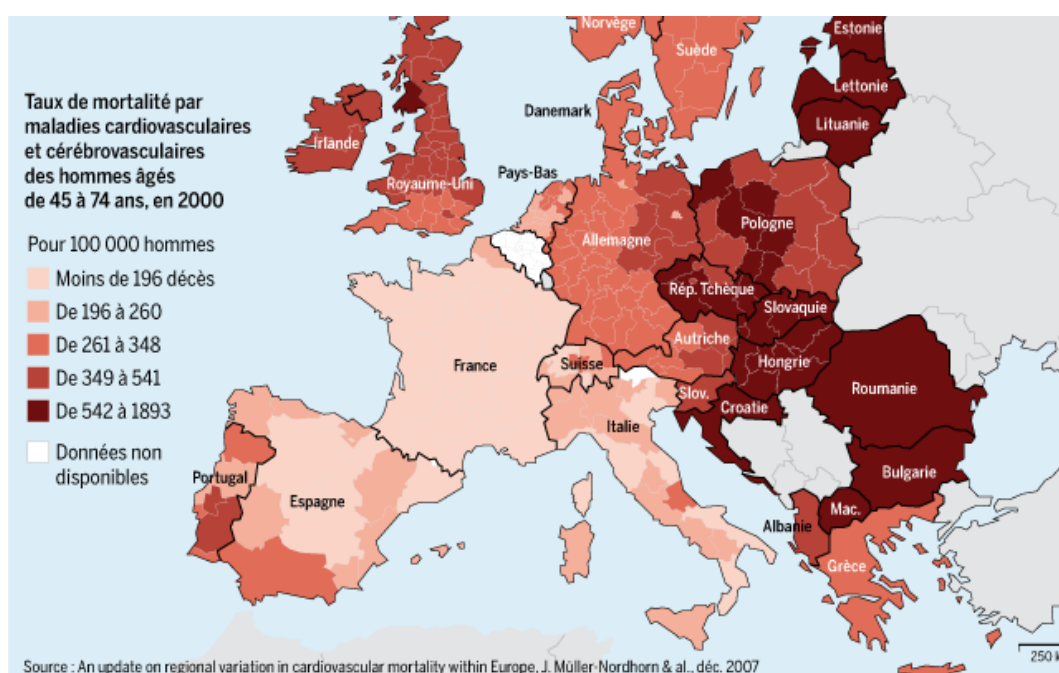 Taux de mortalité par
maladies cardiovasculaires
et cérébrovasculaires
des hommes âgés
de 45 à 74 ans, en 2000
Pour 100 000 hommes
Moins de 196 décès
De 196 à 260
De 261 à 348
De 349 à 541
De 542 à 1893
Données non
disponibles
Norvège
Suède
Estonie
Lettonie
Lituanie
Danemark
Irlande
Royaume-Uni
Pays-Bas
Allemagne
Pologne
Rép. Tchèque
Slovaquie
Autriche
Hongrie
France
Suisse
Slov.
Croatie
Roumanie
Italie
Bulgarie
Portugal
Espagne
Albanie
Mac.
Grèce
250
Source : An update on regional variation in cardiovascular mortality within Europe, J. Müller-Nordhorn & al., déc. 2007